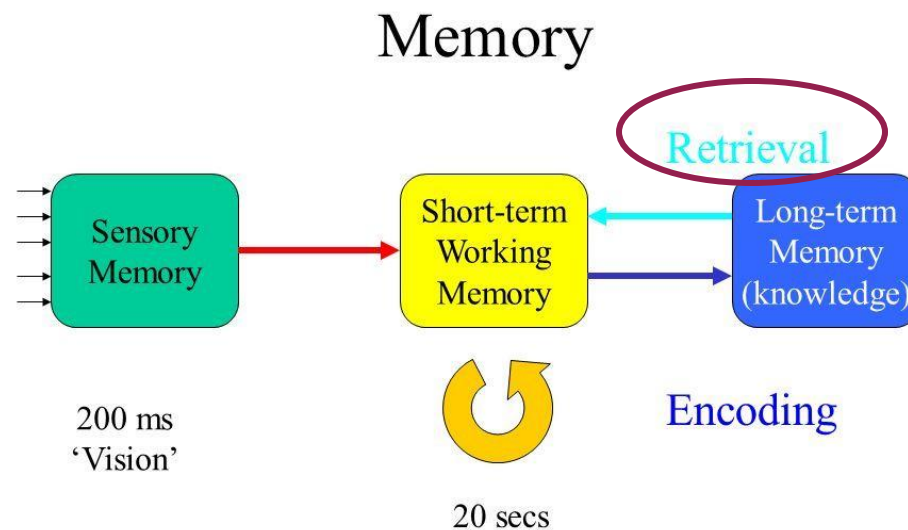 Memory
Retrieval
Sensory
Memory
Short-term
Working
Memory
Long-term
Memory
(knowledge)
200 ms
‘Vision’
20 secs
Encoding